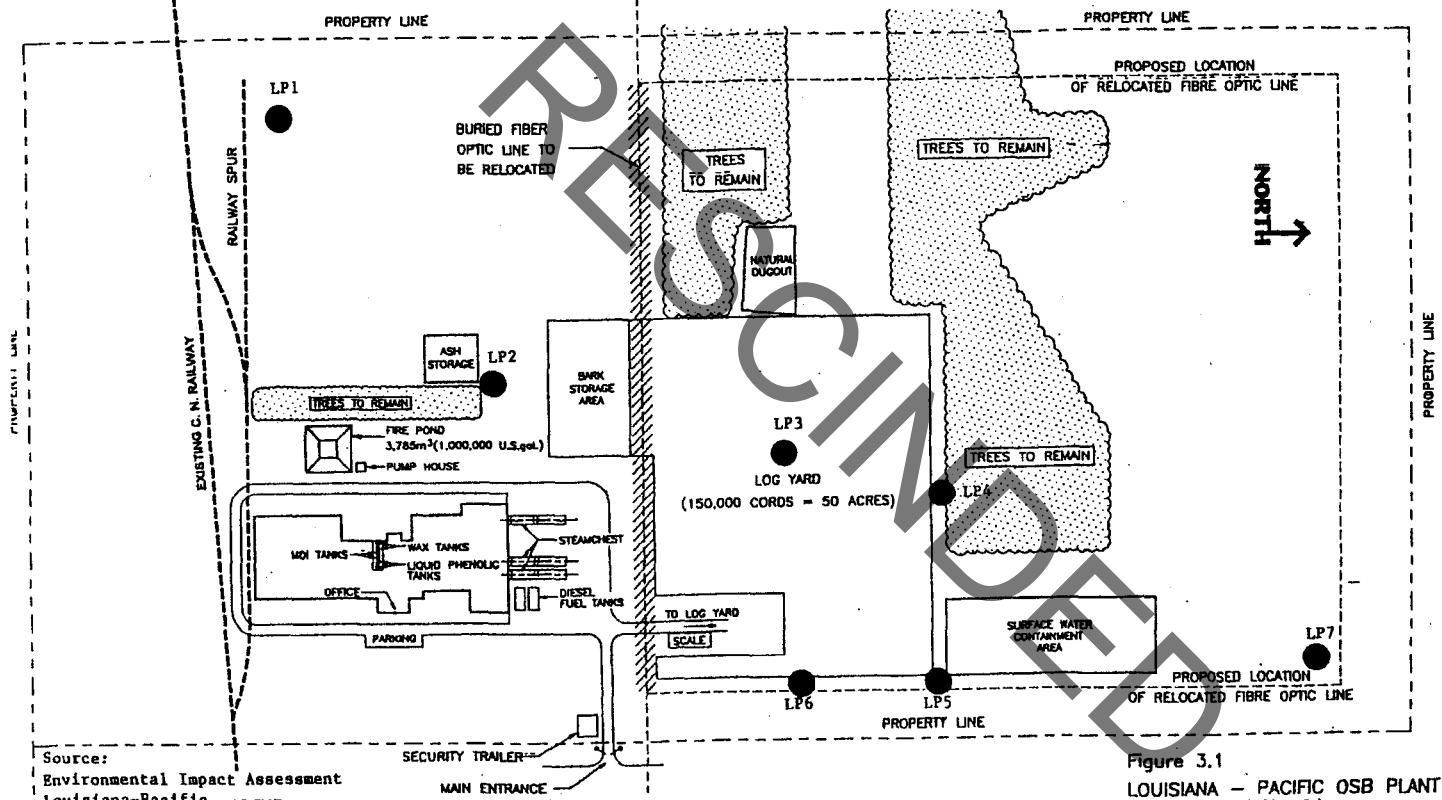 PROPERTY LINE
PROPERTY LINE
PROPOSED LOCATION
OF RELOCATED FIBRE OPTIC LINE
LP1
BURIED FIBER
OPTIC LINE TO
BE RELOCATED
TREES
TO REMAIN
TREES TO REMAIN
NORTH
RAILWAY SPUR
NATURAL
DUGOUT
RESCINDED
PROPERTY LINE
EXISTING C. N. RAILWAY
PROPERTY LINE
ASH
STORAGE
LP2
BARK
STORAGE
AREA
TREES TO REMAIN
FIRE POND
3,785m³(1,000,000 U.S.gal.)
PUMP HOUSE
LP3
LOG YARD
(150,000 CORDS = 50 ACRES)
TREES TO REMAIN
LP4
STEAMCHEST
MDI TANKS
WAX TANKS
LIQUID PHENOLIC
TANKS
OFFICE
DIESEL
FUEL TANKS
PARKING
TO LOG YARD
SCALE
SURFACE WATER
CONTAINMENT
AREA
LP7
PROPOSED LOCATION
OF RELOCATED FIBRE OPTIC LINE
LP6
LP5
PROPERTY LINE
SECURITY TRAILER
MAIN ENTRANCE
Source:
Environmental Impact Assessment
Louisiana-Pacific
Figure 3.1
LOUISIANA - PACIFIC OSB PLANT